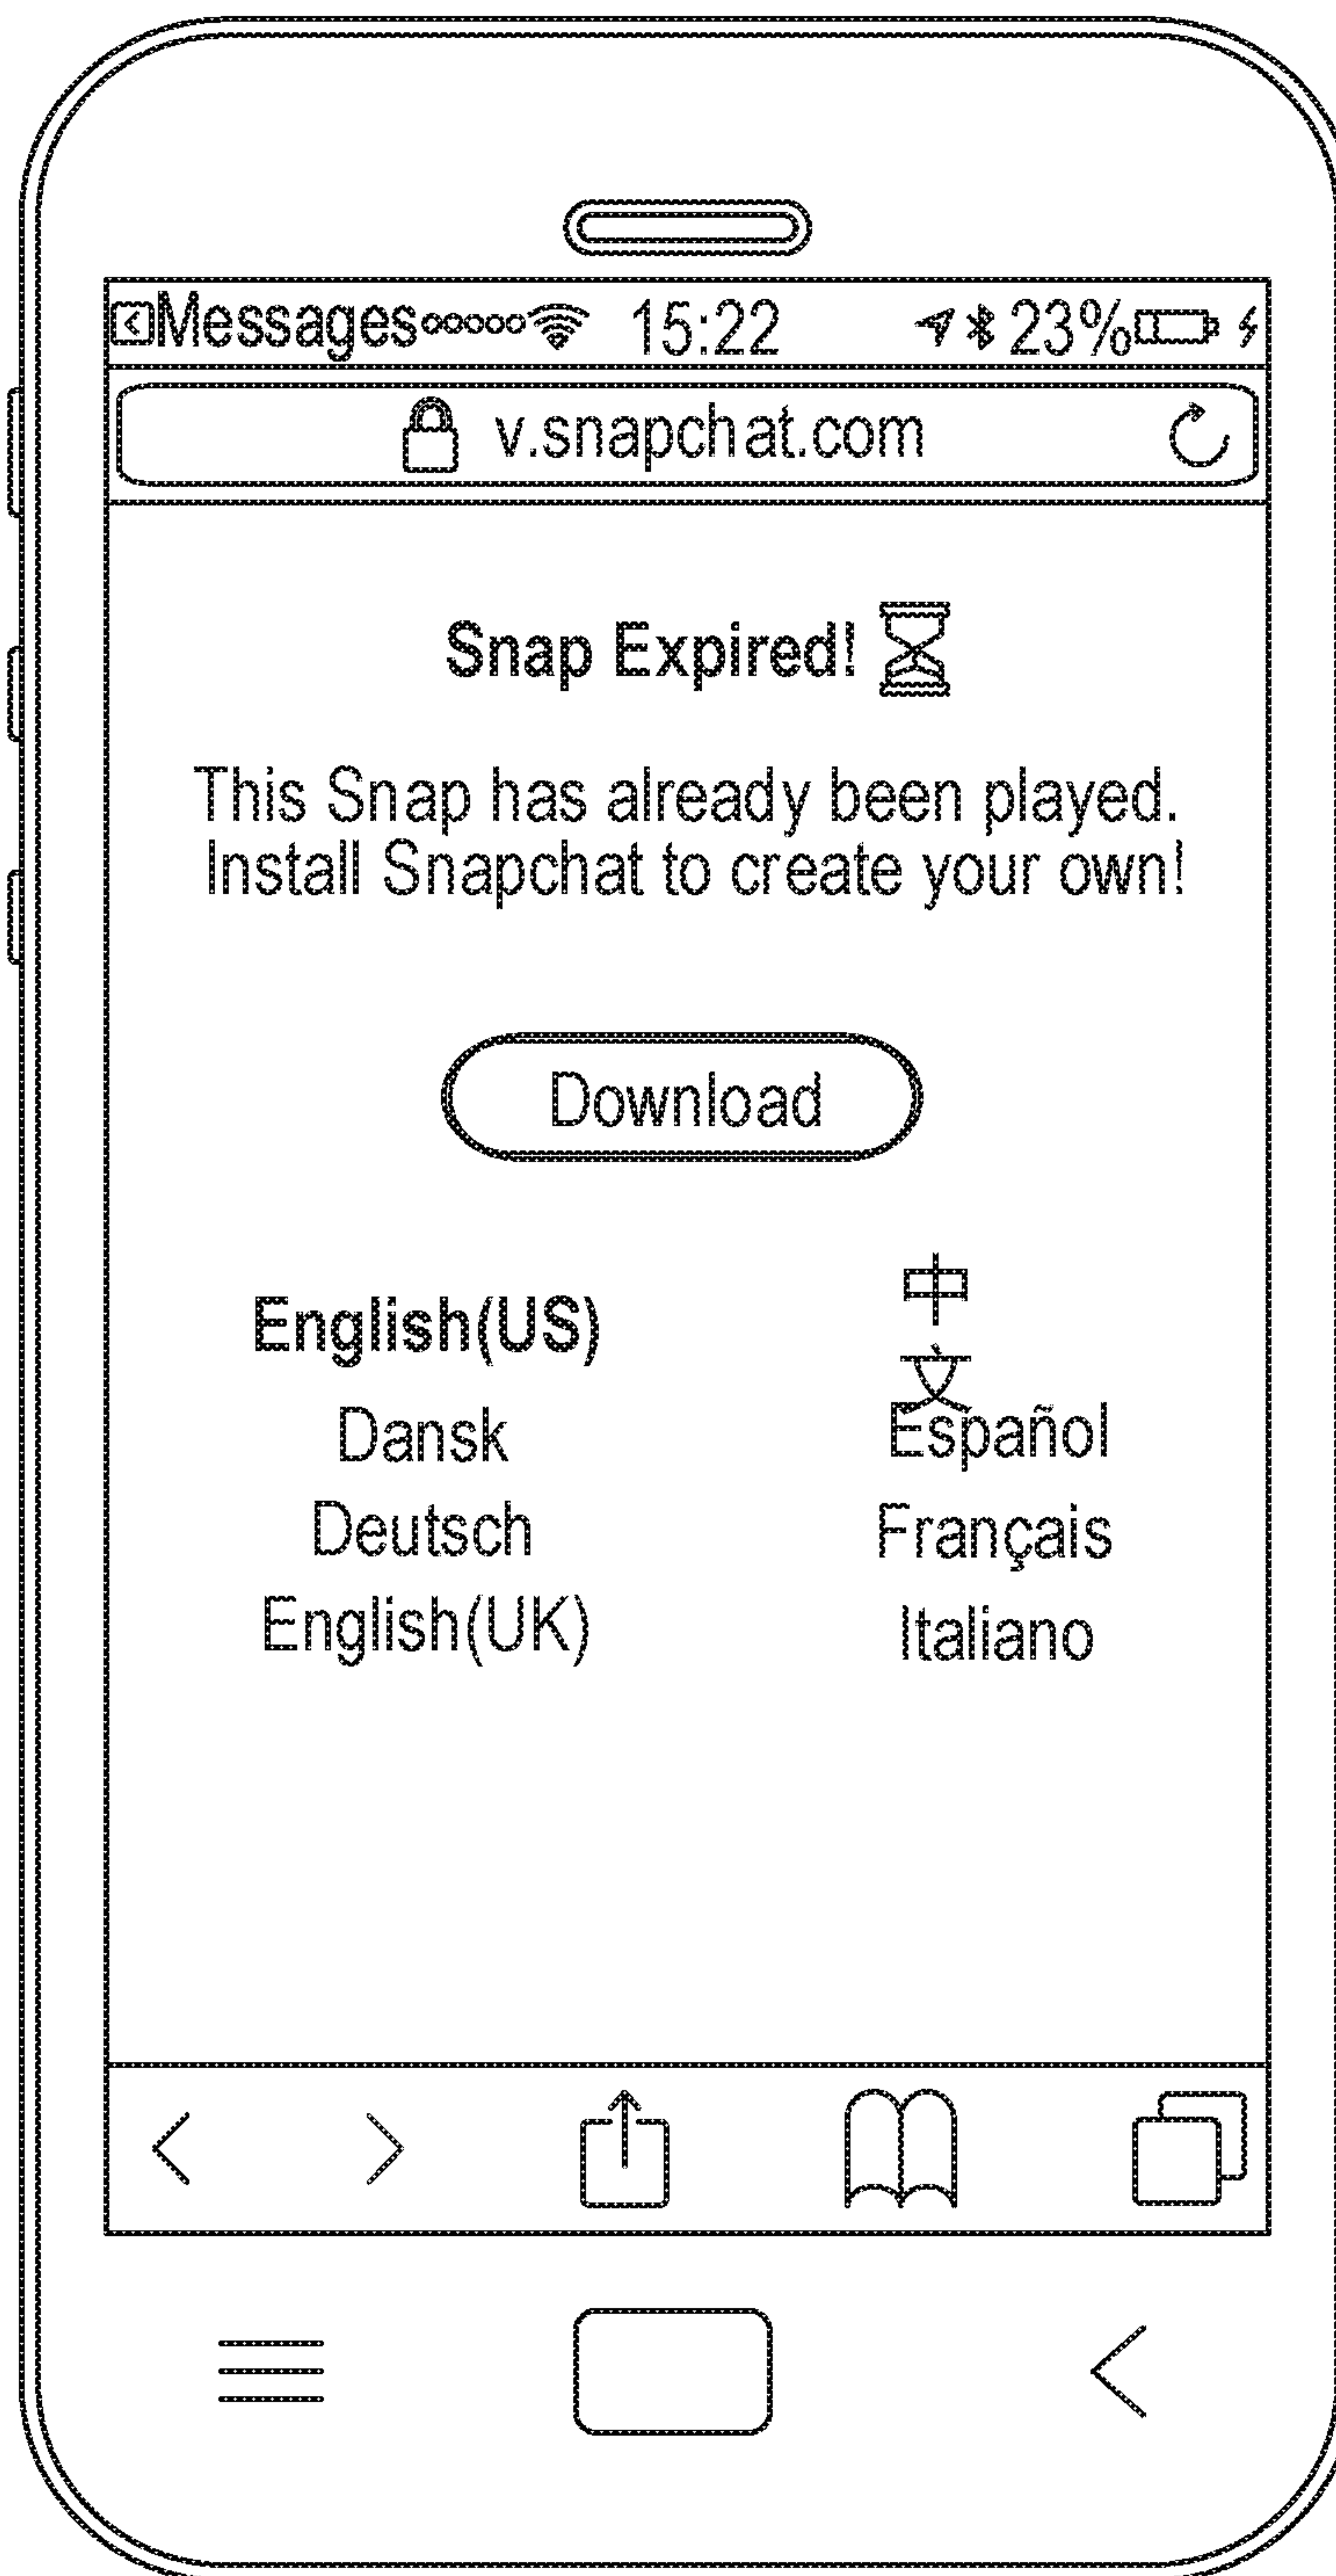 Messages 15:22 23%
v.snapchat.com
Snap Expired!
This Snap has already been played.
Install Snapchat to create your own!
Download
English(US)
Dansk
Deutsch
English(UK)
中
文
Español
Français
Italiano